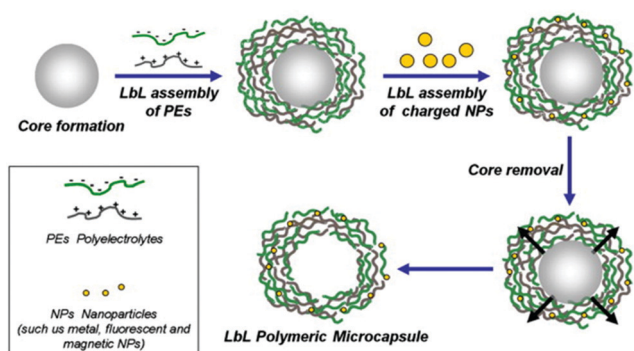 LbL assembly
of PEs
LbL assembly
of charged NPs
Core formation
Core removal
PEs Polyelectrolytes
NPs Nanoparticles
(such us metal, fluorescent and
magnetic NPs)
LbL Polymeric Microcapsule